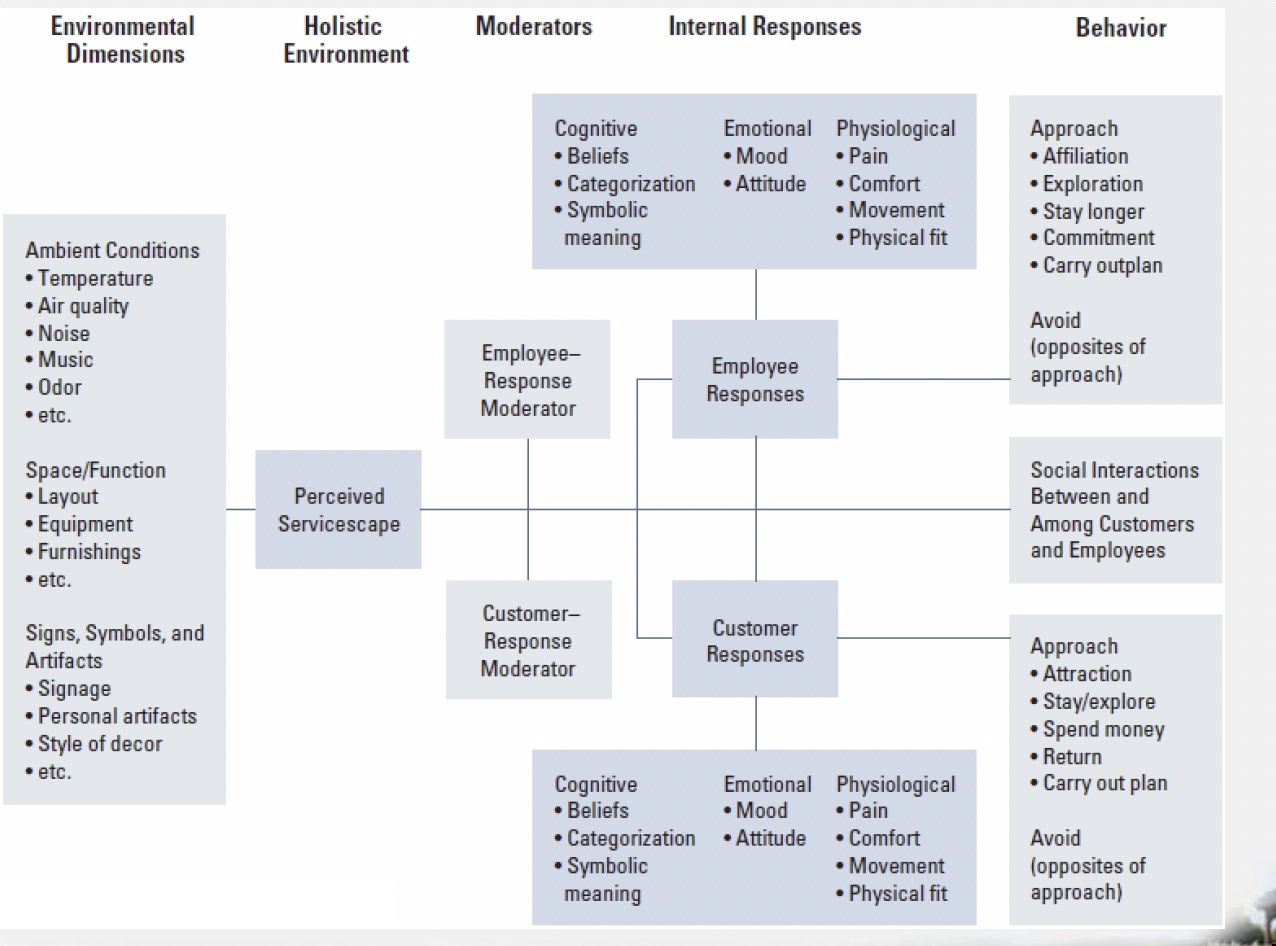 Environmental
Dimensions
Holistic
Environment
Moderators
Internal Responses
Behavior
Ambient Conditions
• Temperature
• Air quality
• Noise
• Music
• Odor
• etc.
Space/Function
• Layout
• Equipment
• Furnishings
• etc.
Signs, Symbols, and
Artifacts
• Signage
• Personal artifacts
• Style of decor
• etc.
Perceived
Servicescape
Employee–
Response
Moderator
Customer–
Response
Moderator
Cognitive
• Beliefs
• Categorization
• Symbolic
meaning
Emotional
• Mood
• Attitude
Physiological
• Pain
• Comfort
• Movement
• Physical fit
Employee
Responses
Customer
Responses
Cognitive
• Beliefs
• Categorization
• Symbolic
meaning
Emotional
• Mood
• Attitude
Physiological
• Pain
• Comfort
• Movement
• Physical fit
Approach
• Affiliation
• Exploration
• Stay longer
• Commitment
• Carry outplan
Avoid
(opposites of
approach)
Social Interactions
Between and
Among Customers
and Employees
Approach
• Attraction
• Stay/explore
• Spend money
• Return
• Carry out plan
Avoid
(opposites of
approach)